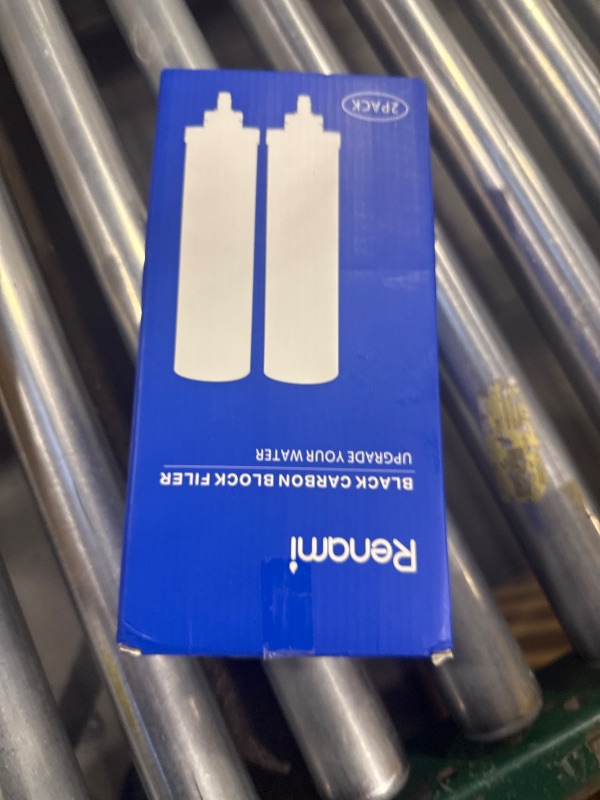 Renami
BLACK CARBON BLOCK FILER
UPGRADE YOUR WATER
2PACK